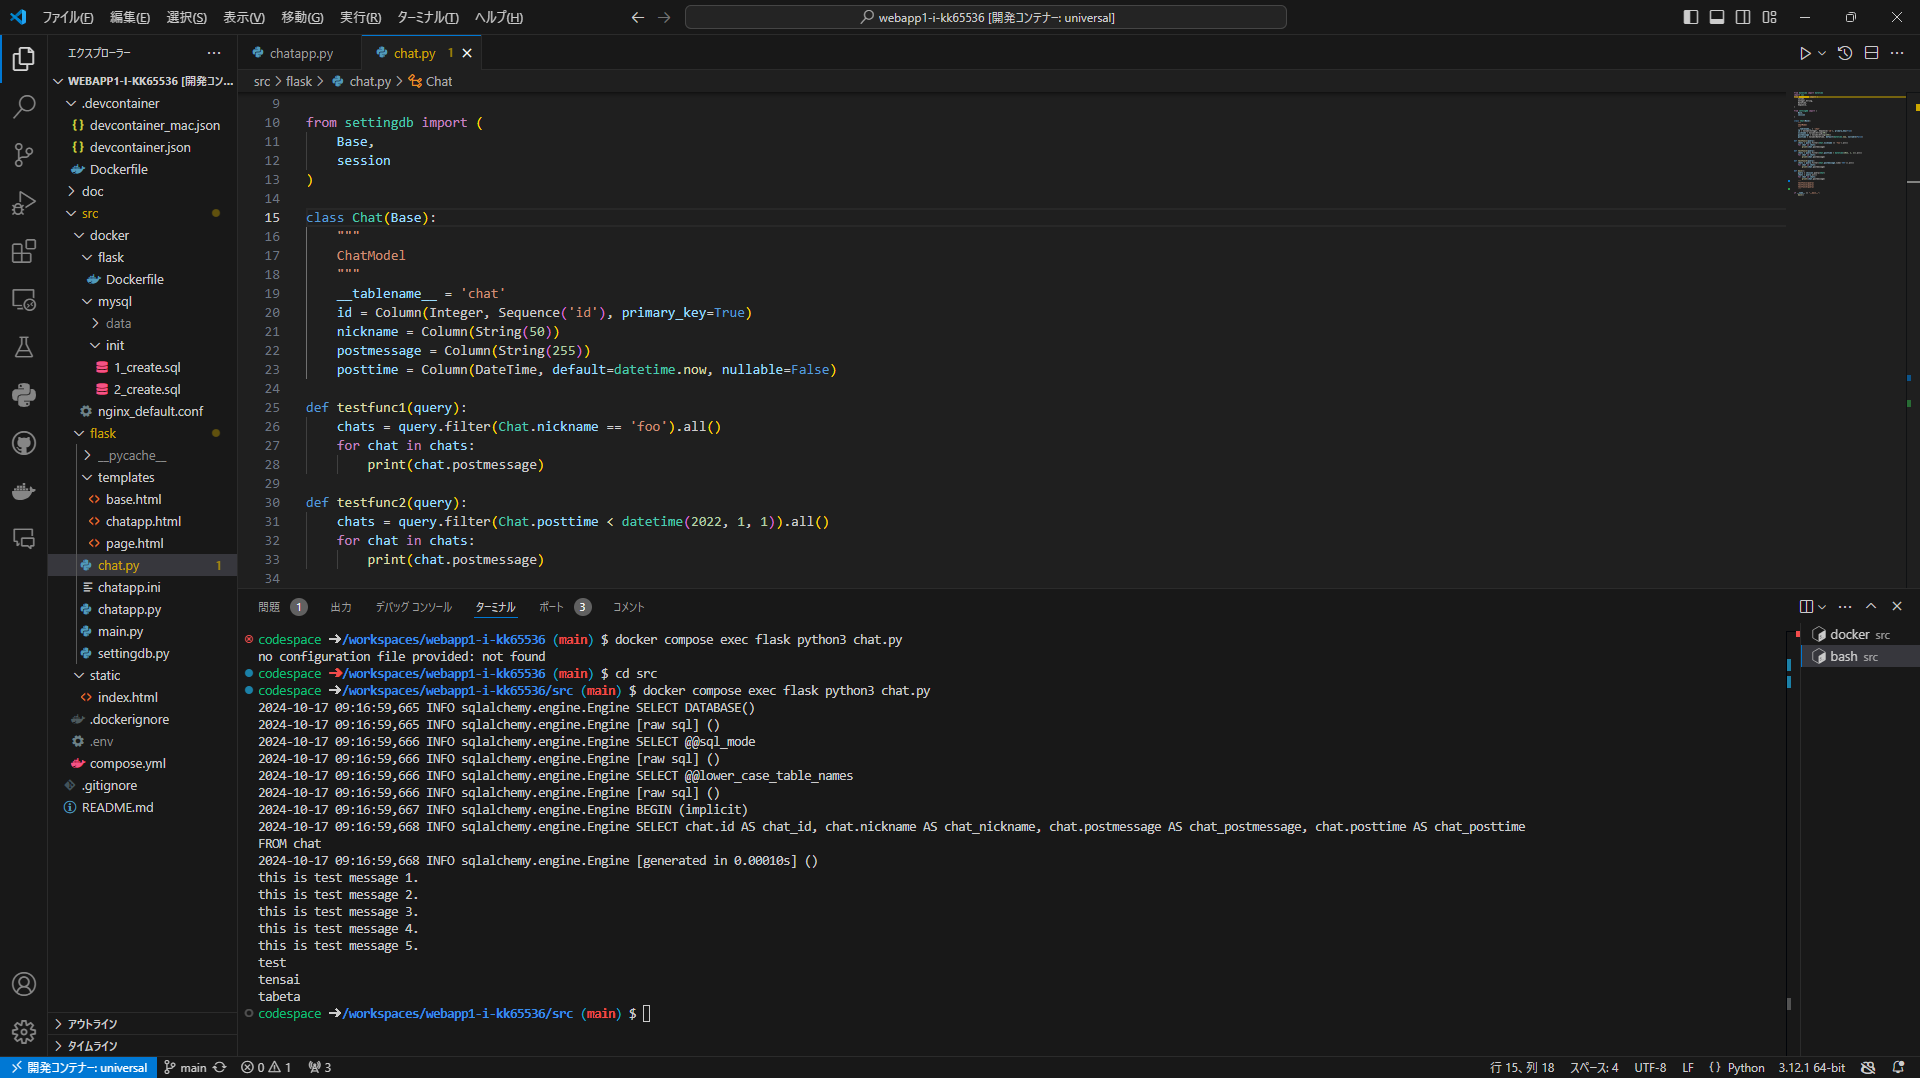 ファイル(F) 編集(E) 選択(S) 表示(V) 移動(G) 実行(R) ターミナル(T) ヘルプ(H)
webapp1-i-kk65536 [開発コンテナー: universal]
エクスプローラー
WEBAPP1-I-KK65536 [開発コン...
.devcontainer
devcontainer_mac.json
devcontainer.json
Dockerfile
doc
src
docker
flask
Dockerfile
mysql
data
init
1_create.sql
2_create.sql
nginx_default.conf
flask
__pycache__
templates
base.html
chatapp.html
page.html
chat.py 1
chatapp.ini
chatapp.py
main.py
settingdb.py
static
index.html
.dockerignore
.env
compose.yml
.gitignore
README.md
アウトライン
タイムライン
chatapp.py
chat.py 1
src > flask > chat.py > Chat
9
10 from settingdb import (
11 Base,
12 session
13 )
14
15 class Chat(Base):
16 """
17 ChatModel
18 """
19 __tablename__ = 'chat'
20 id = Column(Integer, Sequence('id'), primary_key=True)
21 nickname = Column(String(50))
22 postmessage = Column(String(255))
23 posttime = Column(DateTime, default=datetime.now, nullable=False)
24
25 def testfunc1(query):
26 chats = query.filter(Chat.nickname == 'foo').all()
27 for chat in chats:
28 print(chat.postmessage)
29
30 def testfunc2(query):
31 chats = query.filter(Chat.posttime < datetime(2022, 1, 1)).all()
32 for chat in chats:
33 print(chat.postmessage)
34
問題 1 出力 デバッグ コンソール ターミナル ポート 3 コメント
codespace ➜/workspaces/webapp1-i-kk65536 (main) $ docker compose exec flask python3 chat.py
no configuration file provided: not found
codespace ➜/workspaces/webapp1-i-kk65536 (main) $ cd src
codespace ➜/workspaces/webapp1-i-kk65536/src (main) $ docker compose exec flask python3 chat.py
2024-10-17 09:16:59,665 INFO sqlalchemy.engine.Engine SELECT DATABASE()
2024-10-17 09:16:59,665 INFO sqlalchemy.engine.Engine [raw sql] ()
2024-10-17 09:16:59,666 INFO sqlalchemy.engine.Engine SELECT @@sql_mode
2024-10-17 09:16:59,666 INFO sqlalchemy.engine.Engine [raw sql] ()
2024-10-17 09:16:59,666 INFO sqlalchemy.engine.Engine SELECT @@lower_case_table_names
2024-10-17 09:16:59,666 INFO sqlalchemy.engine.Engine [raw sql] ()
2024-10-17 09:16:59,667 INFO sqlalchemy.engine.Engine BEGIN (implicit)
2024-10-17 09:16:59,668 INFO sqlalchemy.engine.Engine SELECT chat.id AS chat_id, chat.nickname AS chat_nickname, chat.postmessage AS chat_postmessage, chat.posttime AS chat_posttime
FROM chat
2024-10-17 09:16:59,668 INFO sqlalchemy.engine.Engine [generated in 0.00010s] ()
this is test message 1.
this is test message 2.
this is test message 3.
this is test message 4.
this is test message 5.
test
tensai
tabeta
codespace ➜/workspaces/webapp1-i-kk65536/src (main) $
docker src
bash src
開発コンテナー: universal main 0 1 3
行 15、列 18 スペース: 4 UTF-8 LF {} Python 3.12.1 64-bit